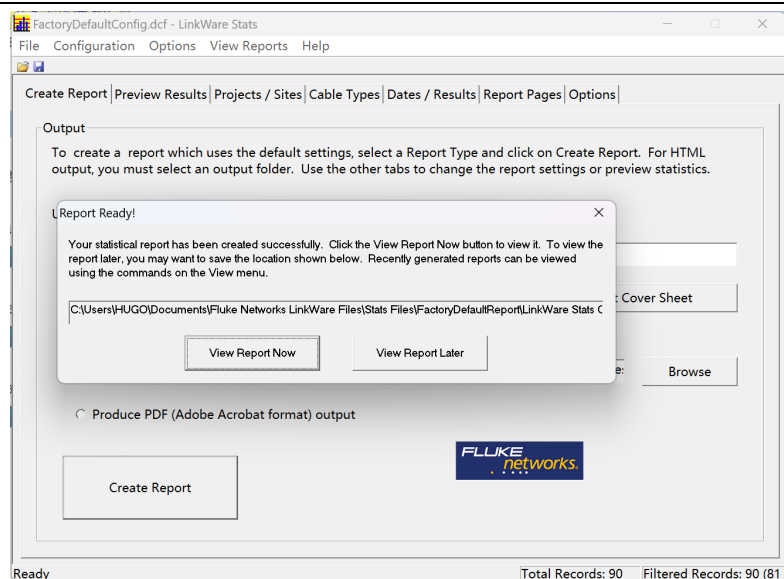 FactoryDefaultConfig.dcf - LinkWare Stats
File Configuration Options View Reports Help
Create Report Preview Results Projects / Sites Cable Types Dates / Results Report Pages Options
Output
To create a report which uses the default settings, select a Report Type and click on Create Report. For HTML
output, you must select an output folder. Use the other tabs to change the report settings or preview statistics.
Report Ready!
Your statistical report has been created successfully. Click the View Report Now button to view it. To view the
report later, you may want to save the location shown below. Recently generated reports can be viewed
using the commands on the View menu.
Cover Sheet
C:\Users\HUGO\Documents\Fluke Networks LinkWare Files\Stats Files\FactoryDefaultReport\LinkWare Stats
View Report Now View Report Later
Browse
Produce PDF (Adobe Acrobat format) output
FLUKE
networks.
Create Report
Ready Total Records: 90 Filtered Records: 90 (81